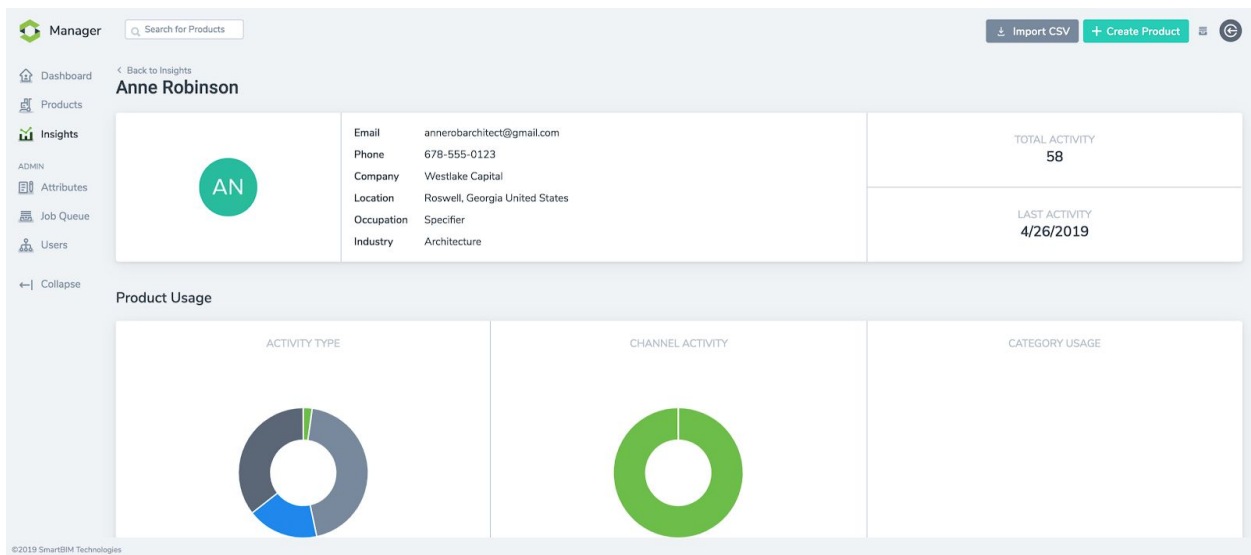 Manager
Search for Products
Import CSV
+ Create Product
Dashboard
Products
Insights
ADMIN
Attributes
Job Queue
Users
Collapse
< Back to Insights
Anne Robinson
AN
Email annerobarchitect@gmail.com
Phone 678-555-0123
Company Westlake Capital
Location Roswell, Georgia United States
Occupation Specifier
Industry Architecture
TOTAL ACTIVITY
58
LAST ACTIVITY
4/26/2019
Product Usage
ACTIVITY TYPE
CHANNEL ACTIVITY
CATEGORY USAGE
©2019 SmartBIM Technologies